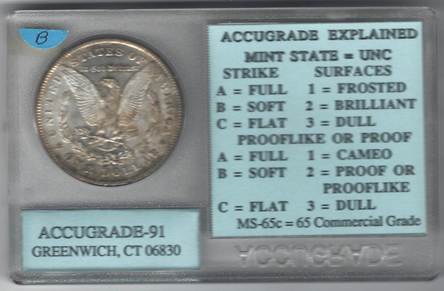 B
ACCUGRADE EXPLAINED
MINT STATE = UNC
STRIKE SURFACES
A = FULL 1 = FROSTED
B = SOFT 2 = BRILLIANT
C = FLAT 3 = DULL
PROOFLIKE OR PROOF
A = FULL 1 = CAMEO
B = SOFT 2 = PROOF OR
PROOFLIKE
C = FLAT 3 = DULL
MS-65c = 65 Commercial Grade
ACCUGRADE
ACCUGRADE-91
GREENWICH, CT 06830